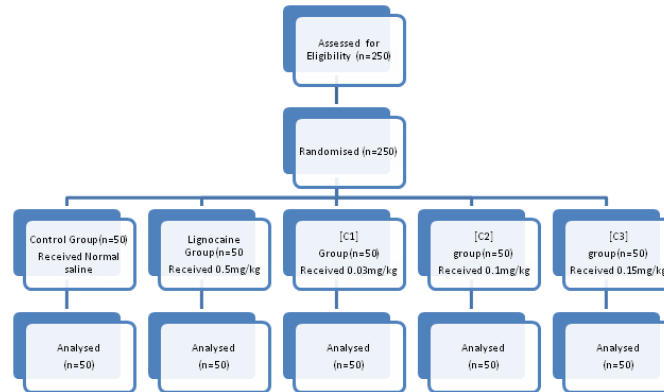 Assessed for
Eligibility (n=250)
Randomised (n=250)
Control Group(n=50)
Received Normal
saline
Lignocaine
Group(n=50
Received 0.5mg/kg
[C1]
Group(n=50)
Received 0.03mg/kg
[C2]
group(n=50)
Received 0.1mg/kg
[C3]
group(n=50)
Received 0.15mg/kg
Analysed
(n=50)
Analysed
(n=50)
Analysed
(n=50)
Analysed
(n=50)
Analysed
(n=50)